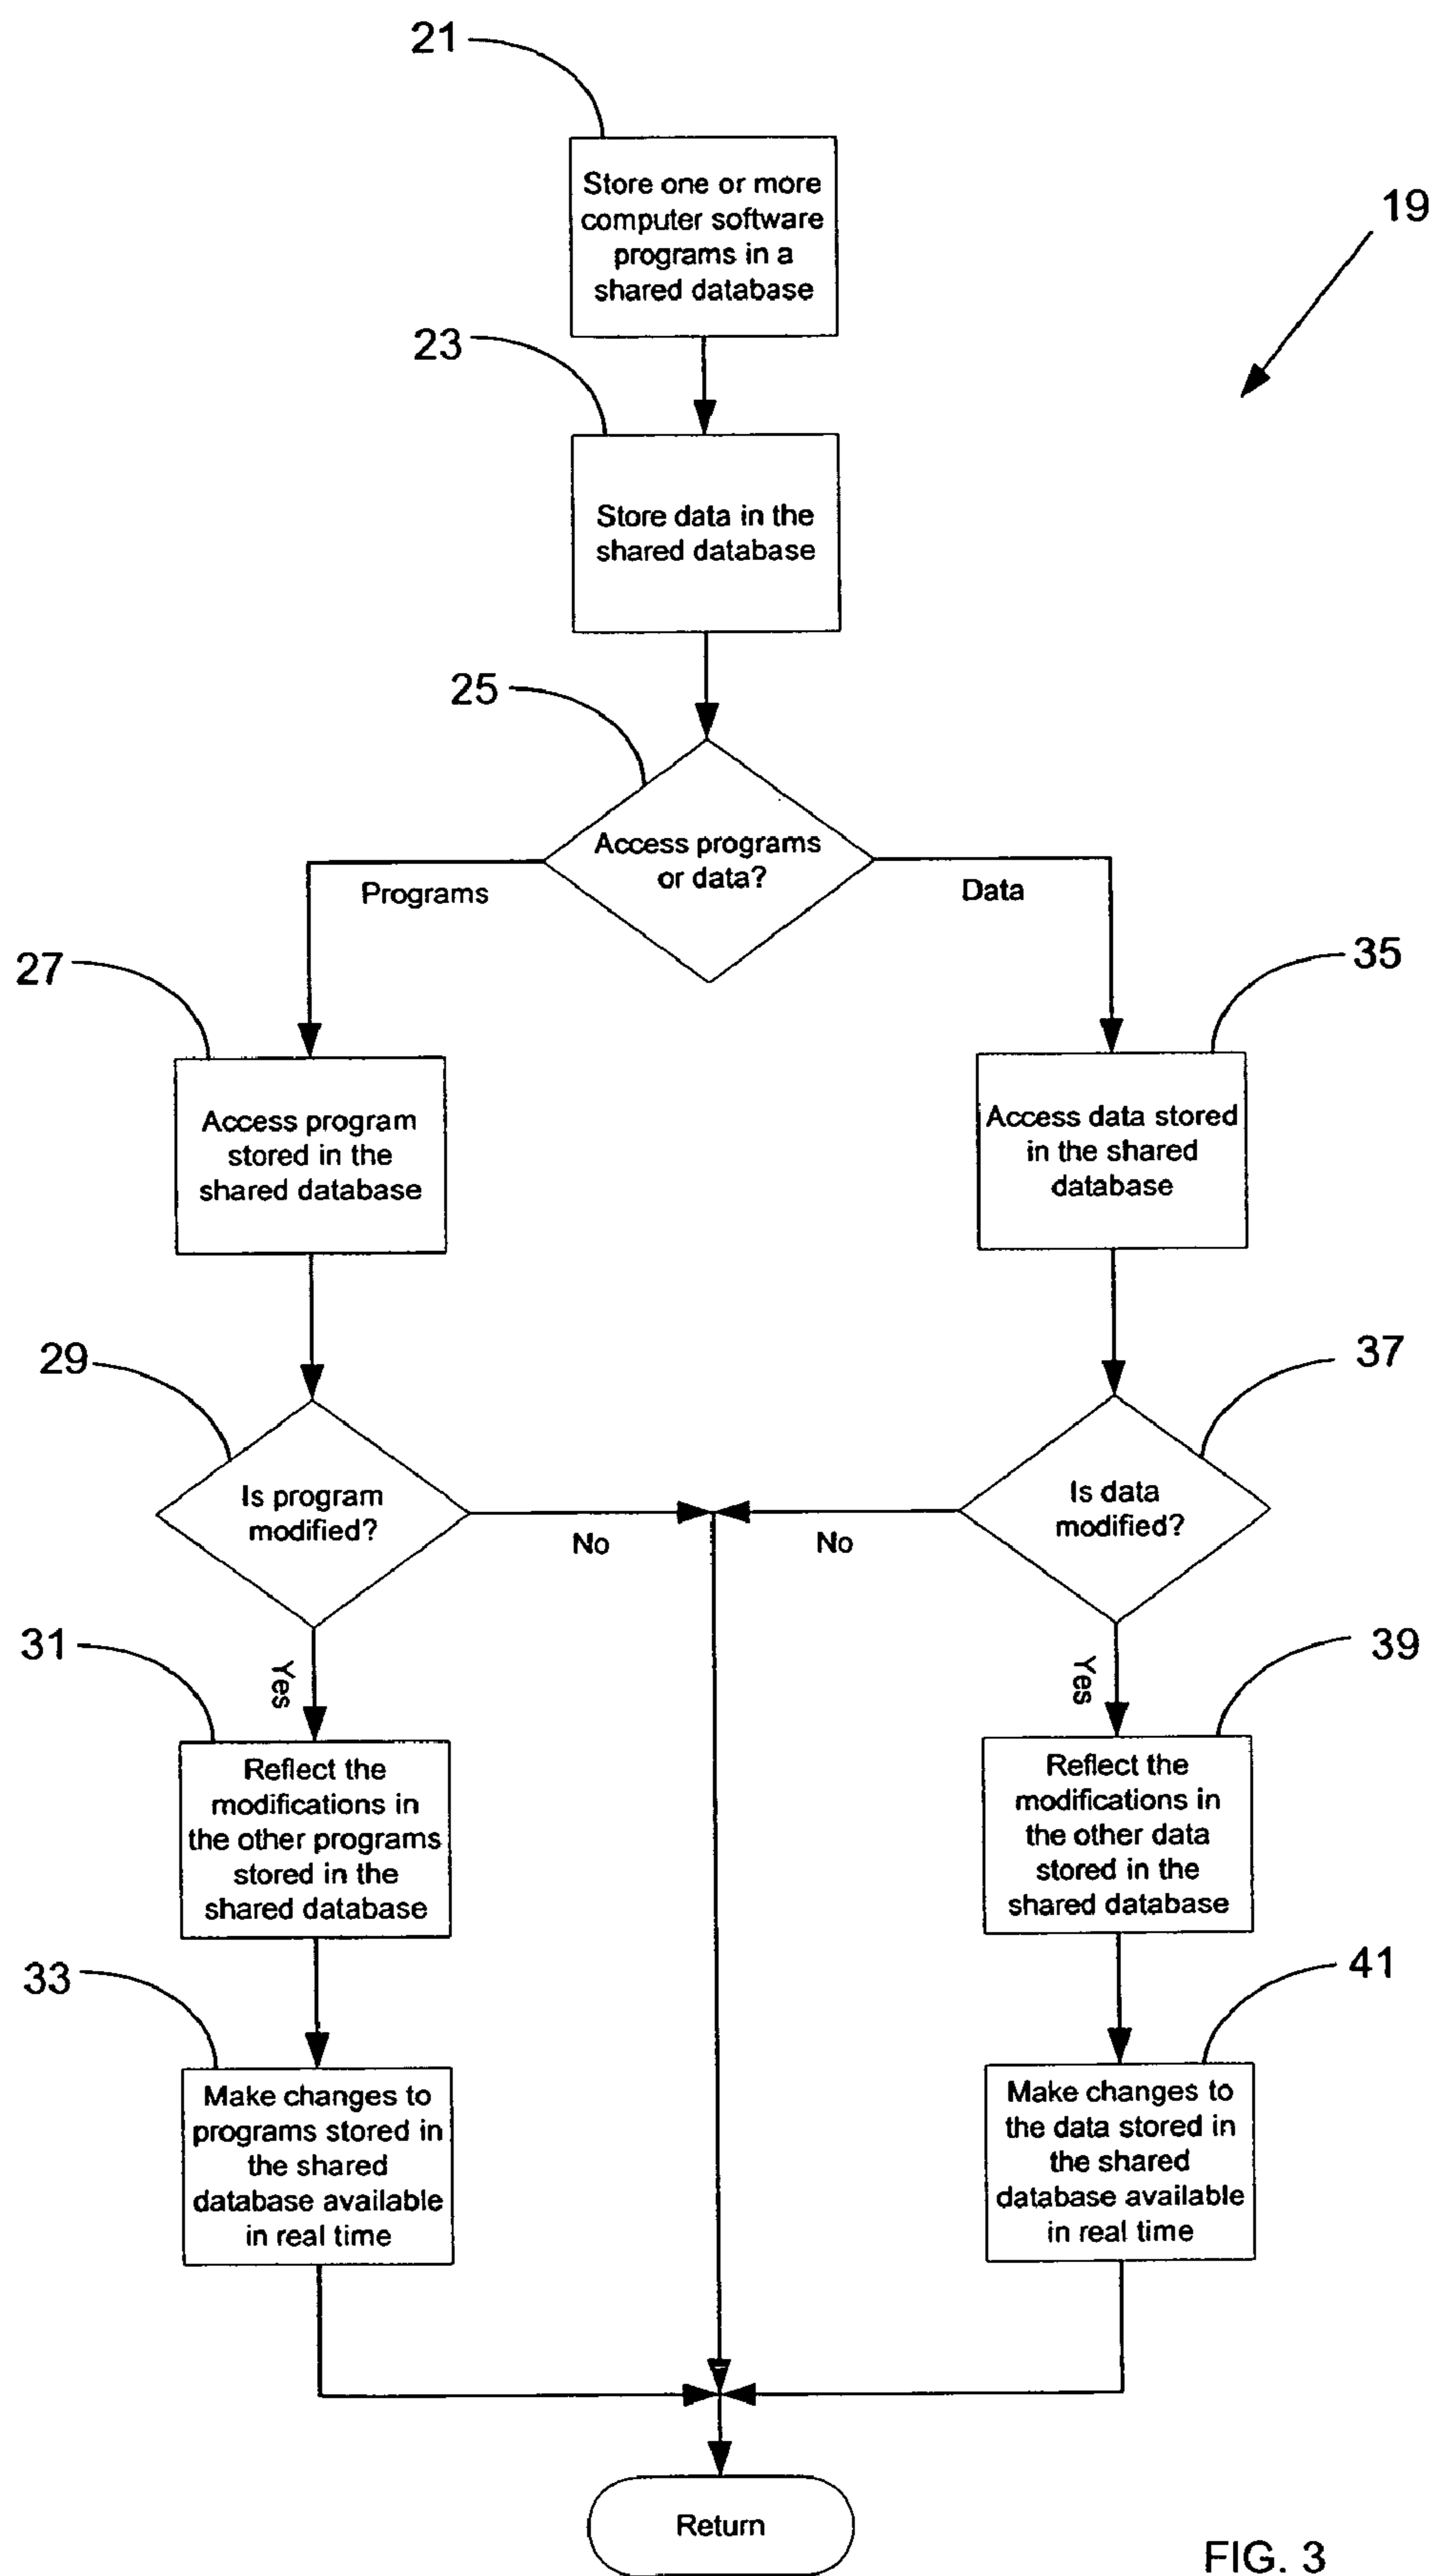 21
Store one or more
computer software
programs in a
shared database
19
23
Store data in the
shared database
25
Access programs
or data?
Programs
Data
27
35
Access program
stored in the
shared database
Access data stored
in the shared
database
29
37
Is program
modified?
No
Is data
modified?
No
31
Yes
39
Yes
Reflect the
modifications in
the other programs
stored in the
shared database
Reflect the
modifications in
the other data
stored in the
shared database
33
41
Make changes to
programs stored in
the shared
database available
in real time
Make changes to
the data stored in
the shared
database available
in real time
Return
FIG. 3